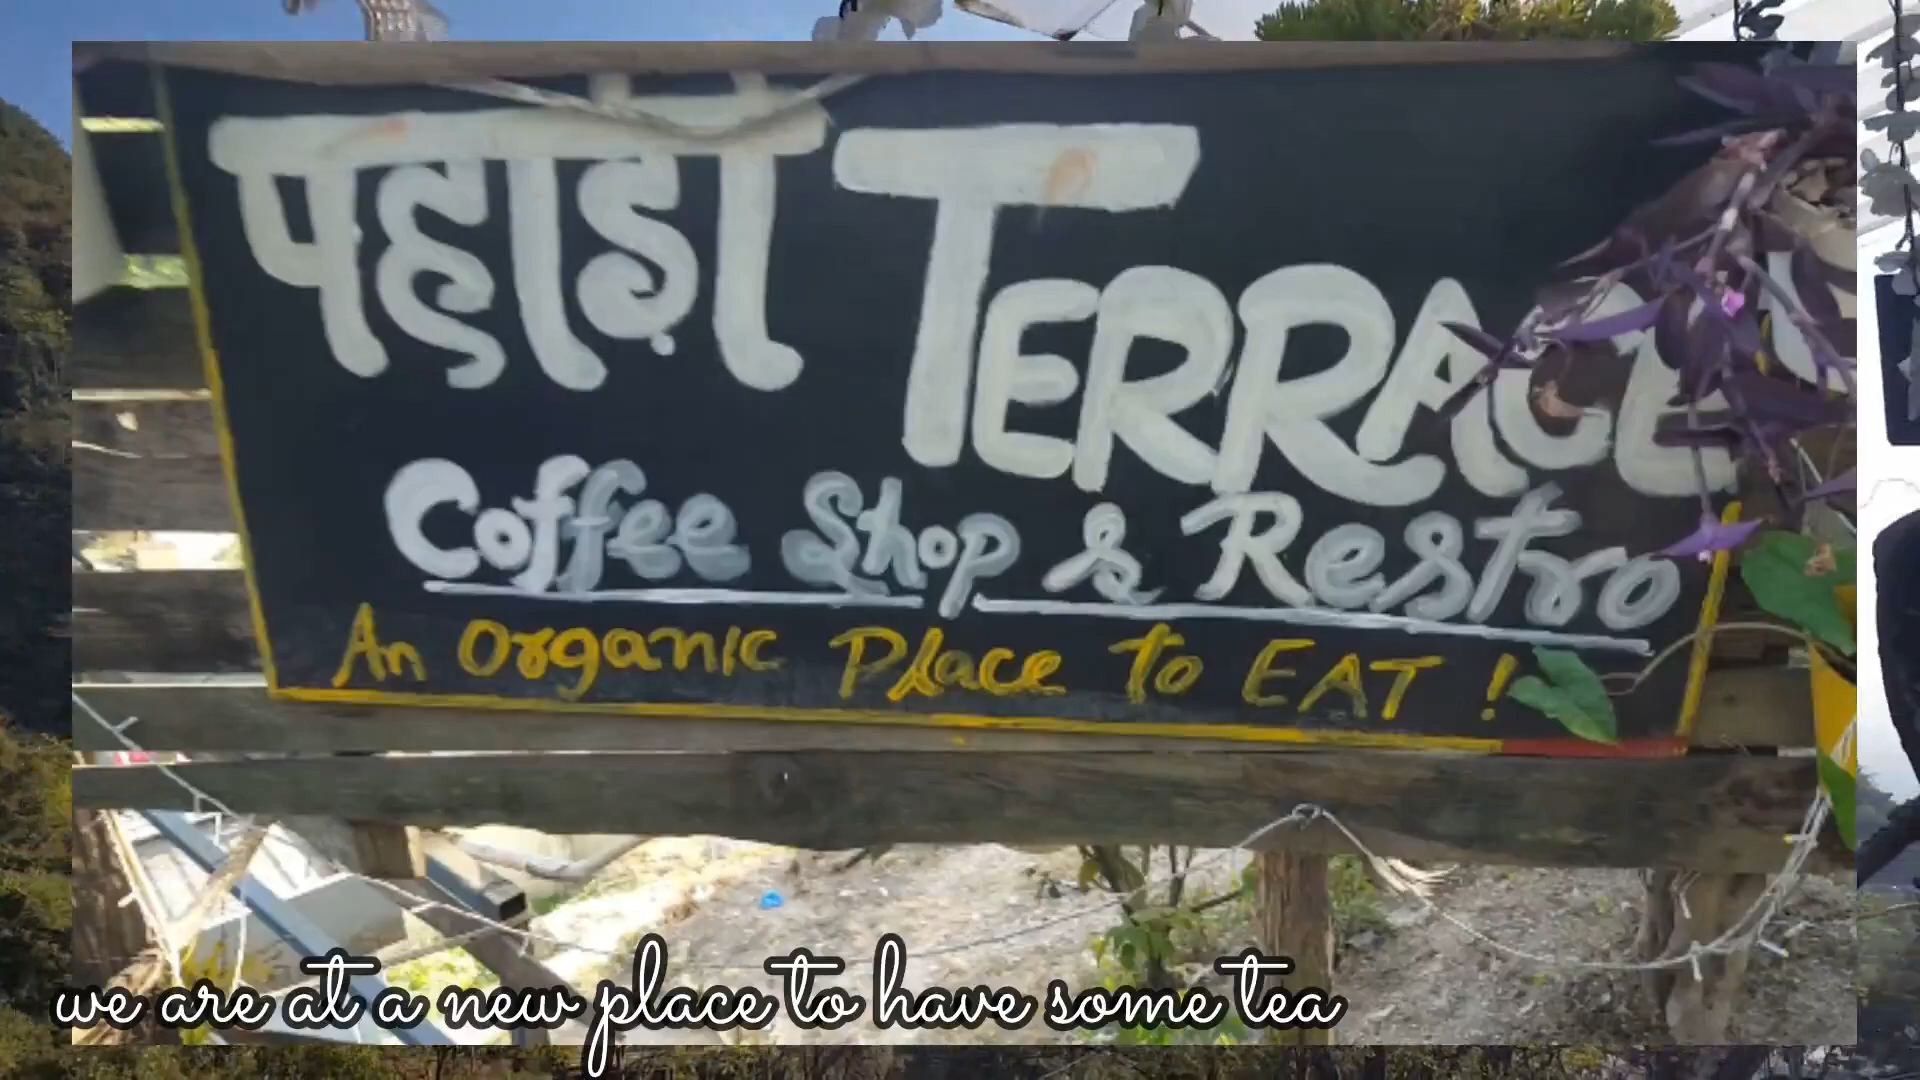 पहाड़ी TERRACE
Coffee Shop & Restro
An Organic Place to EAT !
we are at a new place to have some tea